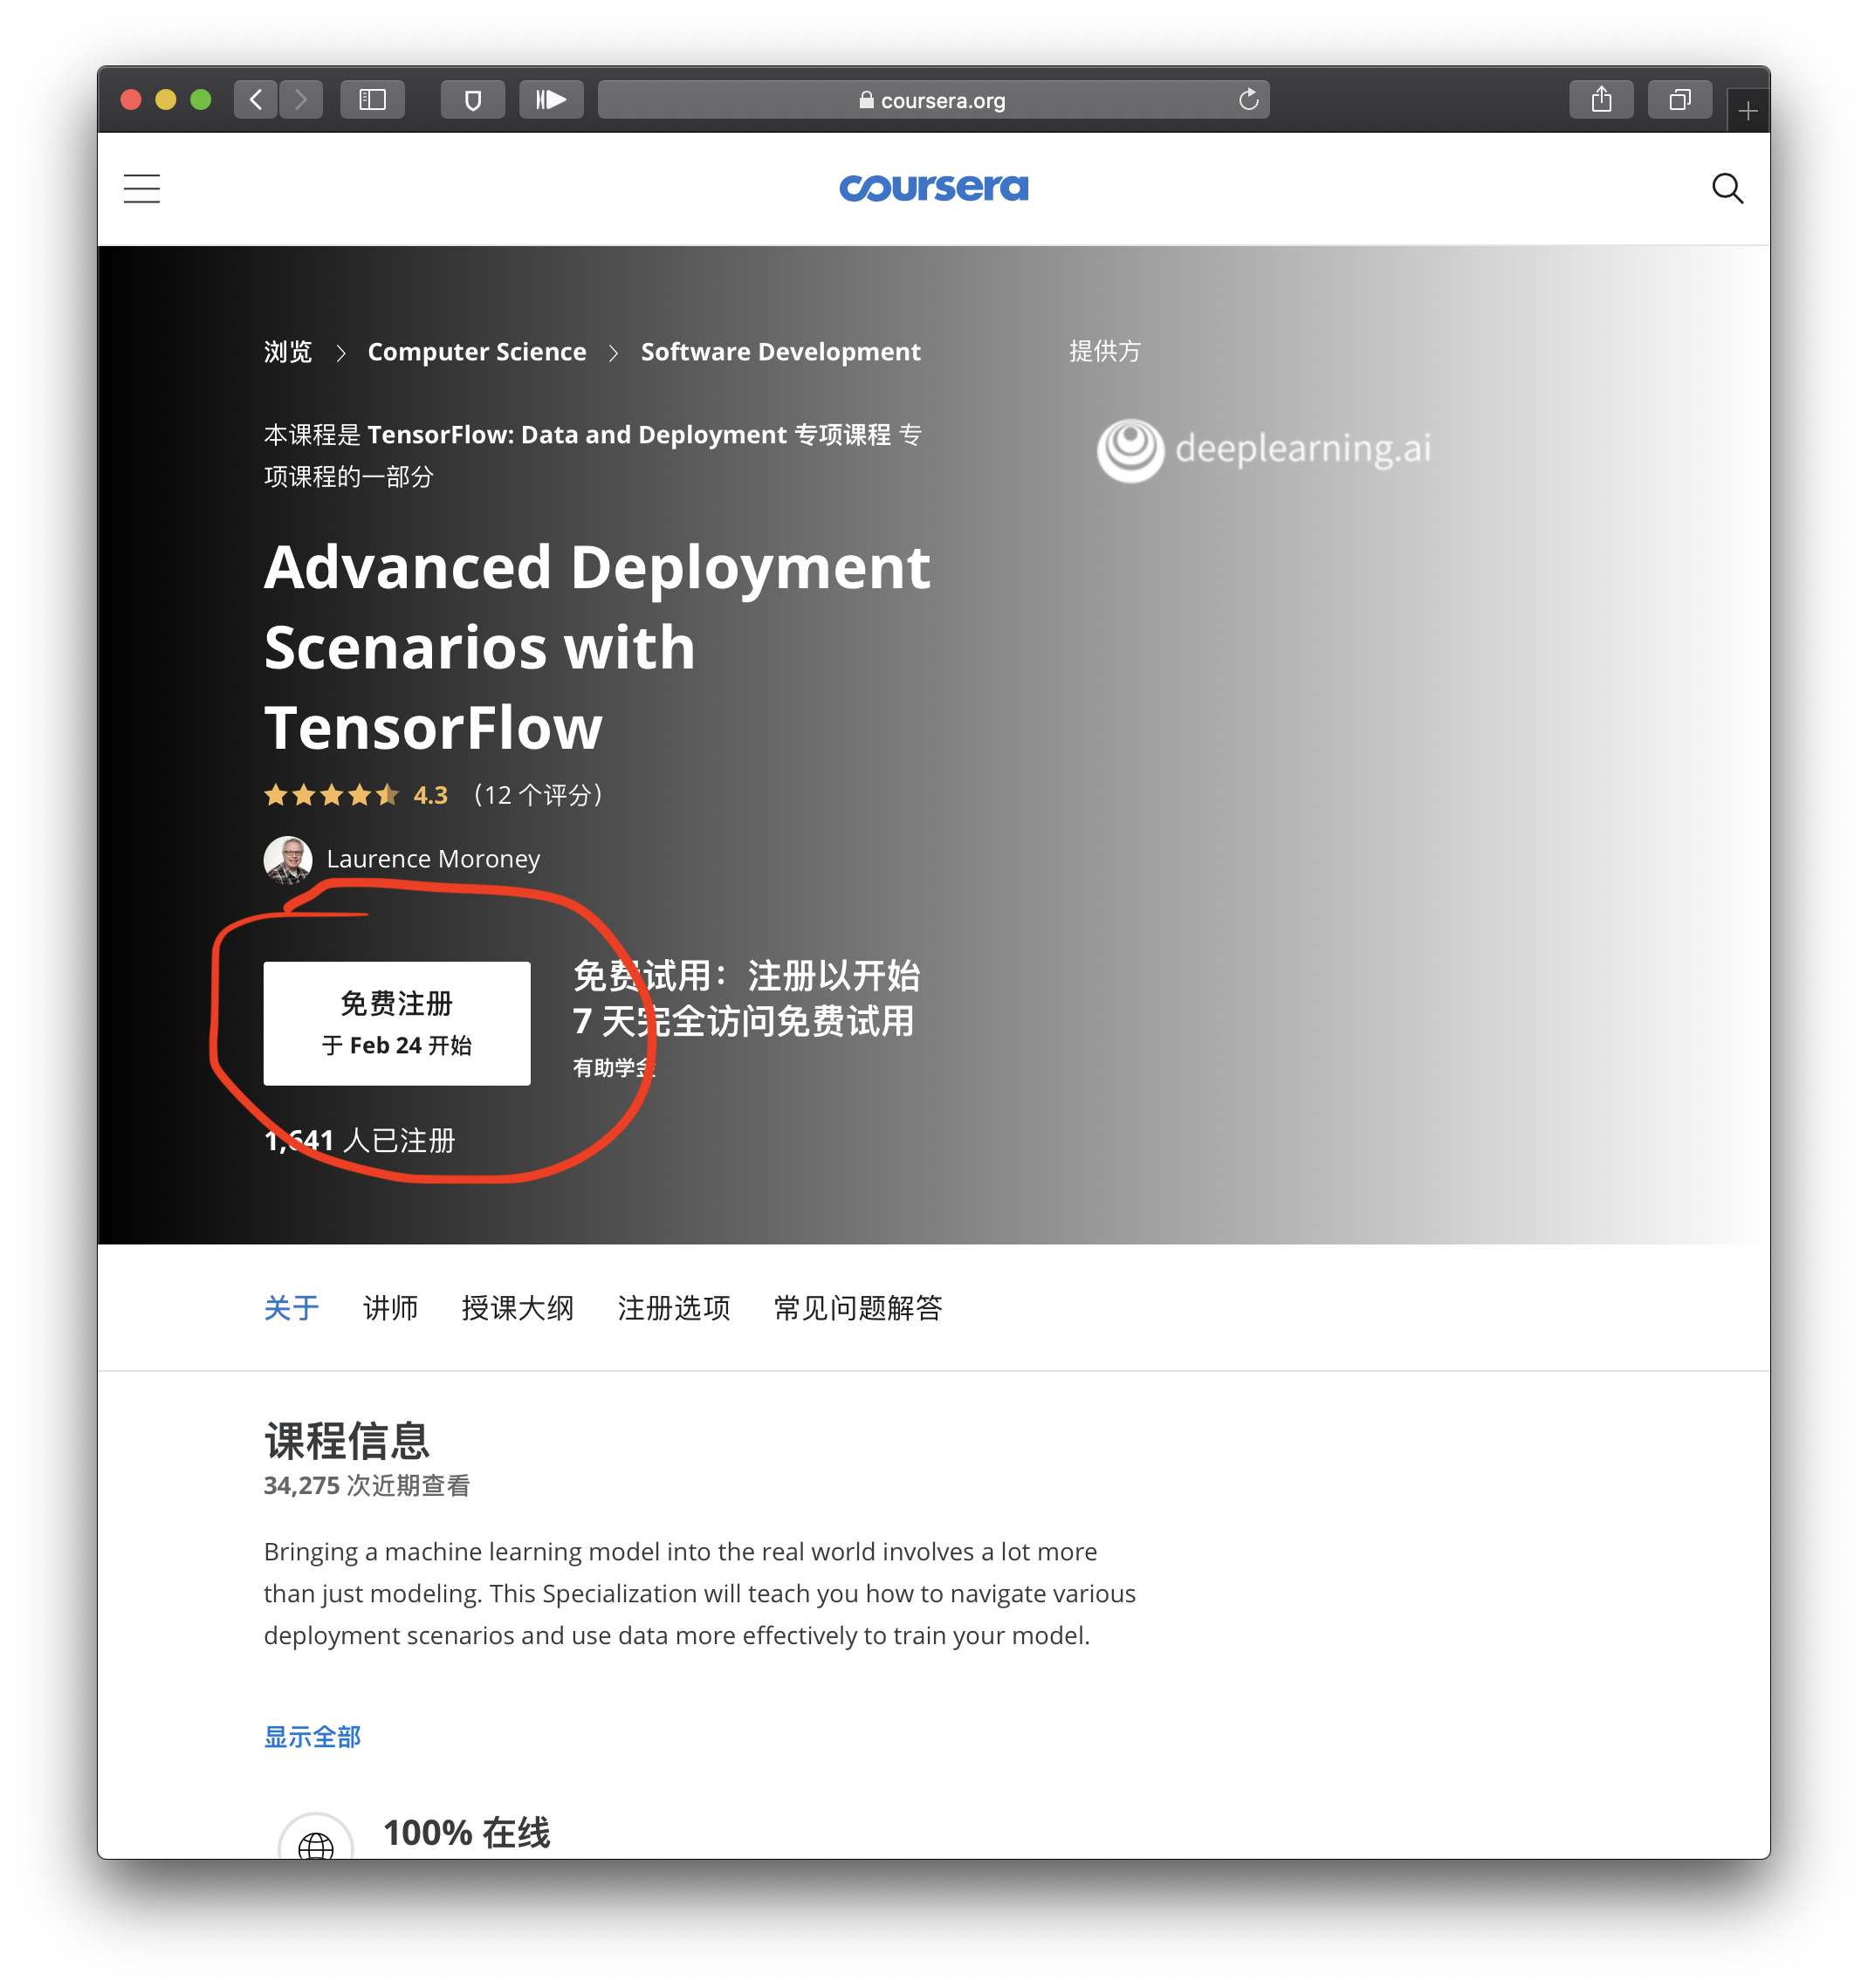 coursera.org
coursera
浏览 > Computer Science > Software Development
提供方
本课程是 TensorFlow: Data and Deployment 专项课程 专
项课程的一部分
deeplearning.ai
Advanced Deployment
Scenarios with
TensorFlow
4.3 （12 个评分）
Laurence Moroney
免费注册
于 Feb 24 开始
免费试用：注册以开始
7 天完全访问免费试用
有助学金
1,641 人已注册
关于 讲师 授课大纲 注册选项 常见问题解答
课程信息
34,275 次近期查看
Bringing a machine learning model into the real world involves a lot more
than just modeling. This Specialization will teach you how to navigate various
deployment scenarios and use data more effectively to train your model.
显示全部
100% 在线